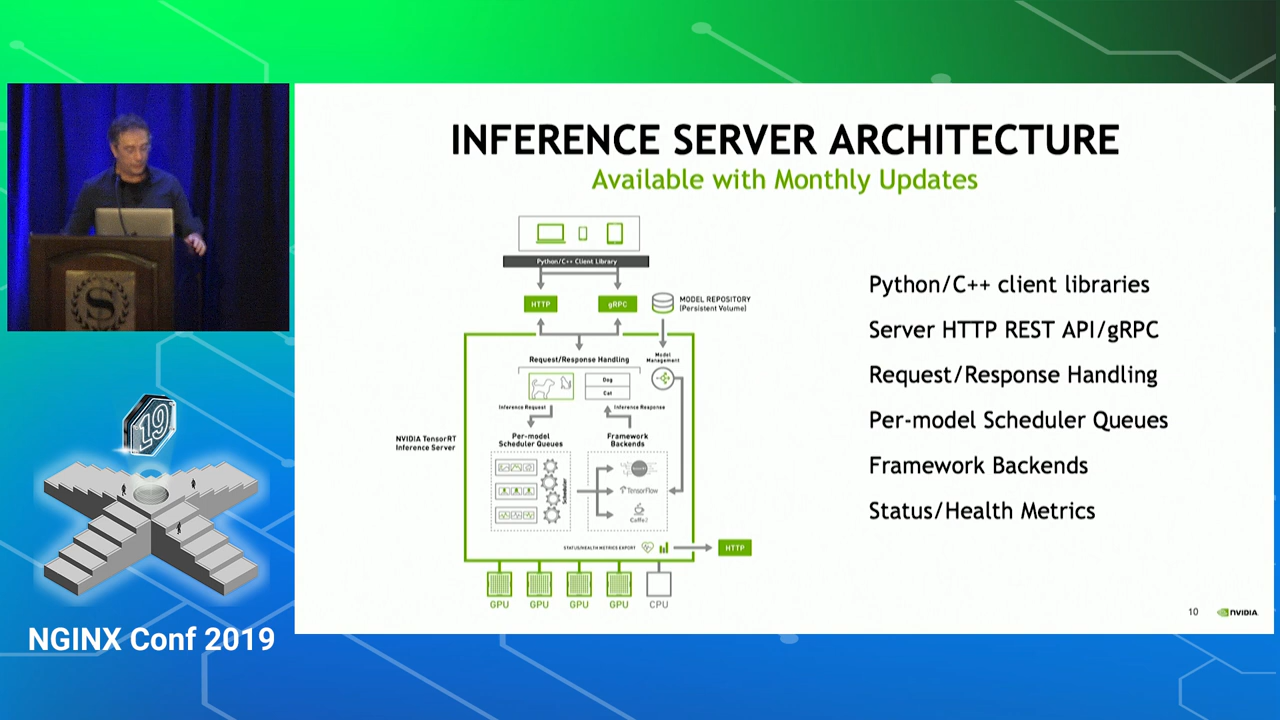 INFERENCE SERVER ARCHITECTURE
Available with Monthly Updates
Python/C++ Client Library
HTTP
gRPC
MODEL REPOSITORY
(Persistent Volume)
Request/Response Handling
Model
Management
Dog
Cat
Inference Request
Inference Response
NVIDIA TensorRT
Inference Server
Per-model
Scheduler Queues
Framework
Backends
Scheduler
TensorFlow
Caffe2
STATUS/HEALTH METRICS EXPORT
HTTP
GPU
GPU
GPU
GPU
CPU
Python/C++ client libraries
Server HTTP REST API/gRPC
Request/Response Handling
Per-model Scheduler Queues
Framework Backends
Status/Health Metrics
10
NVIDIA
S
19
NGINX Conf 2019